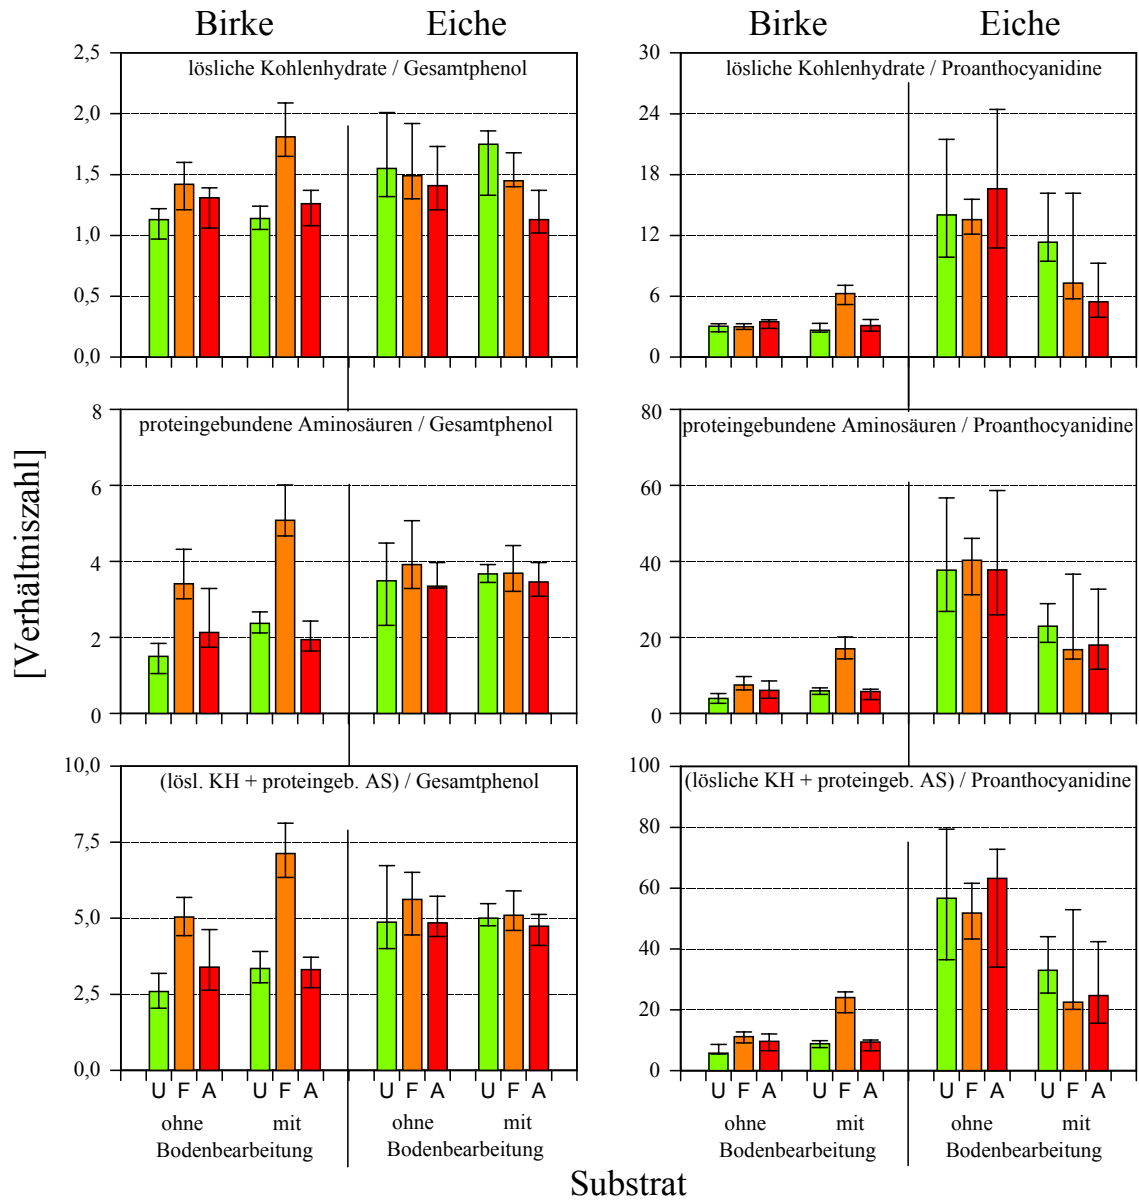 Birke Eiche Birke Eiche
2,5 lösliche Kohlenhydrate / Gesamtphenol
2,0
1,5
1,0
0,5
0,0
30 lösliche Kohlenhydrate / Proanthocyanidine
24
18
12
6
0
[Verhältniszahl]
8 proteingebundene Aminosäuren / Gesamtphenol
6
4
2
0
80 proteingebundene Aminosäuren / Proanthocyanidine
60
40
20
0
10,0 (lösl. KH + proteingeb. AS) / Gesamtphenol
7,5
5,0
2,5
0,0
100 (lösliche KH + proteingeb. AS) / Proanthocyanidine
80
60
40
20
0
U F A U F A U F A U F A U F A U F A U F A U F A
ohne mit ohne mit ohne mit ohne mit
Bodenbearbeitung Bodenbearbeitung Bodenbearbeitung Bodenbearbeitung
Substrat